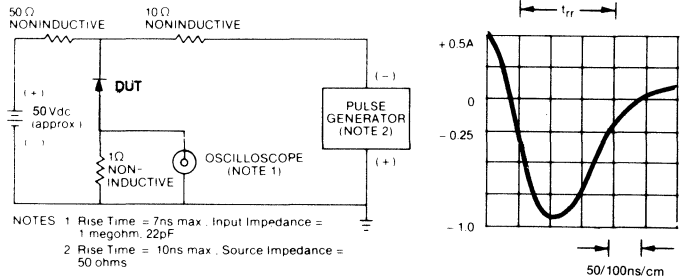 50 Ω
NONINDUCTIVE
10 Ω
NONINDUCTIVE
(+)
50 Vdc
(approx.)
(-)
DUT
1Ω
NON-
INDUCTIVE
OSCILLOSCOPE
(NOTE 1)
(-)
PULSE
GENERATOR
(NOTE 2)
(+)
NOTES 1 Rise Time = 7ns max. Input Impedance =
1 megohm. 22pF
2 Rise Time = 10ns max. Source Impedance =
50 ohms
trr
+ 0.5A
0
- 0.25
- 1.0
50/100ns/cm